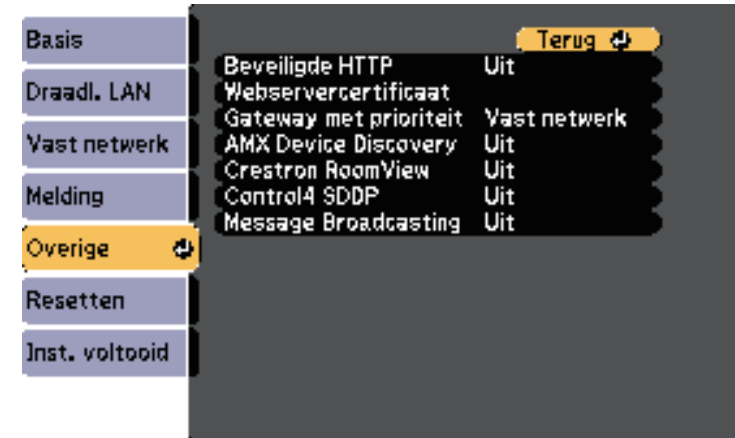 Basis
Draadl. LAN
Vast netwerk
Melding
Overige
Resetten
Inst. voltooid
Terug
Beveiligde HTTP Uit
Webservercertificaat
Gateway met prioriteit Vast netwerk
AMX Device Discovery Uit
Crestron RoomView Uit
Control4 SDDP Uit
Message Broadcasting Uit